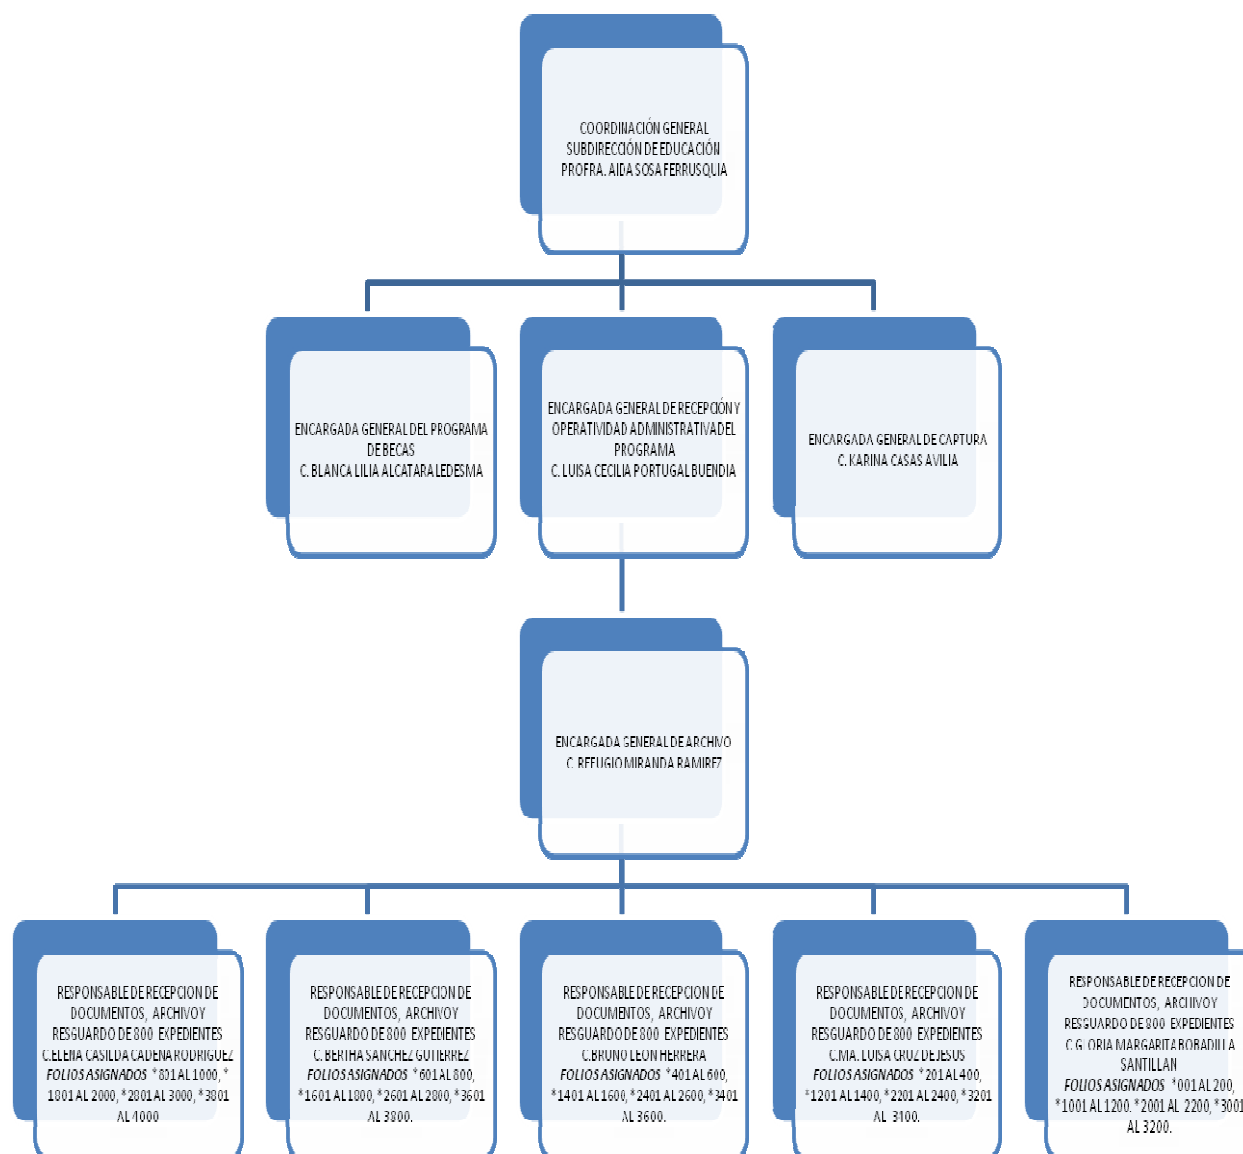 COORDINACIÓN GENERAL
SUBDIRECCIÓN DE EDUCACIÓN
PROFRA. AIDA SOSA FERRUSQUIA
ENCARGADA GENERAL DEL PROGRAMA
DE BECAS
C. BLANCA LILIA ALCATARA LEDESMA
ENCARGADA GENERAL DE RECEPCIÓN Y
OPERATIVIDAD ADMINISTRATIVA DEL
PROGRAMA
C. LUISA CECILIA PORTUGAL BUENDIA
ENCARGADA GENERAL DE CAPTURA
C. KARINA CASAS AVILIA
ENCARGADA GENERAL DE ARCHIVO
C. REFUGIO MIRANDA RAMIREZ
RESPONSABLE DE RECEPCION DE
DOCUMENTOS, ARCHIVO Y
RESGUARDO DE 800 EXPEDIENTES
C.ELENA CASILDA CADENA RODRIGUEZ
FOLIOS ASIGNADOS *801 AL 1000, *
1801 AL 2000, *2801 AL 3000, *3801
AL 4000
RESPONSABLE DE RECEPCION DE
DOCUMENTOS, ARCHIVO Y
RESGUARDO DE 800 EXPEDIENTES
C. BERTHA SANCHEZ GUTIERREZ
FOLIOS ASIGNADOS *601 AL 800,
*1601 AL 1800, *2601 AL 2800, *3601
AL 3800.
RESPONSABLE DE RECEPCION DE
DOCUMENTOS, ARCHIVO Y
RESGUARDO DE 800 EXPEDIENTES
C.BRUNO LEON HERRERA
FOLIOS ASIGNADOS *401 AL 600,
*1401 AL 1600, *2401 AL 2600, *3401
AL 3600.
RESPONSABLE DE RECEPCION DE
DOCUMENTOS, ARCHIVO Y
RESGUARDO DE 800 EXPEDIENTES
C.MA. LUISA CRUZ DE JESUS
FOLIOS ASIGNADOS *201 AL 400,
*1201 AL 1400, *2201 AL 2400, *3201
AL 3400.
RESPONSABLE DE RECEPCION DE
DOCUMENTOS, ARCHIVO Y
RESGUARDO DE 800 EXPEDIENTES
C.GLORIA MARGARITA BOBADILLA
SANTILLAN
FOLIOS ASIGNADOS *001 AL 200,
*1001 AL 1200. *2001 AL 2200, *3001
AL 3200.